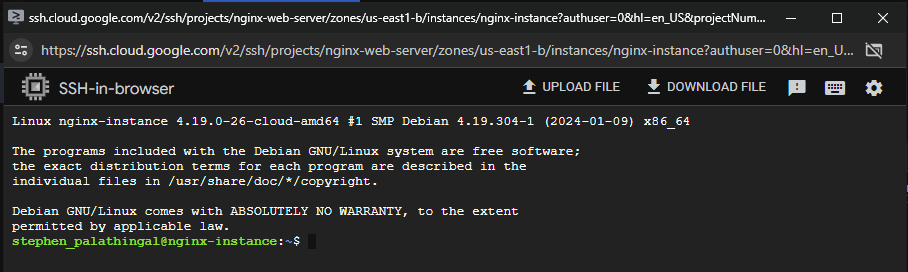 ssh.cloud.google.com/v2/ssh/projects/nginx-web-server/zones/us-east1-b/instances/nginx-instance?authuser=0&hl=en_US&projectNum...
https://ssh.cloud.google.com/v2/ssh/projects/nginx-web-server/zones/us-east1-b/instances/nginx-instance?authuser=0&hl=en_U...
SSH-in-browser
UPLOAD FILE
DOWNLOAD FILE
Linux nginx-instance 4.19.0-26-cloud-amd64 #1 SMP Debian 4.19.304-1 (2024-01-09) x86_64
The programs included with the Debian GNU/Linux system are free software;
the exact distribution terms for each program are described in the
individual files in /usr/share/doc/*/copyright.
Debian GNU/Linux comes with ABSOLUTELY NO WARRANTY, to the extent
permitted by applicable law.
stephen_palathingal@nginx-instance:~$